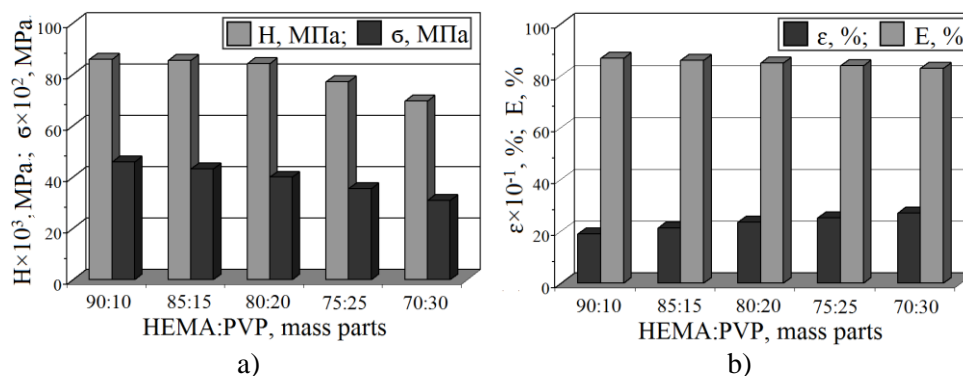 H, МПа; σ, МПа
H×10³, MPa.; σ×10², MPa.
100
80
60
40
20
0
90:10 85:15 80:20 75:25 70:30
HEMA:PVP, mass parts
a)
ε, %; E, %
ε×10⁻¹, %; E, %
100
80
60
40
20
0
90:10 85:15 80:20 75:25 70:30
HEMA:PVP, mass parts
b)